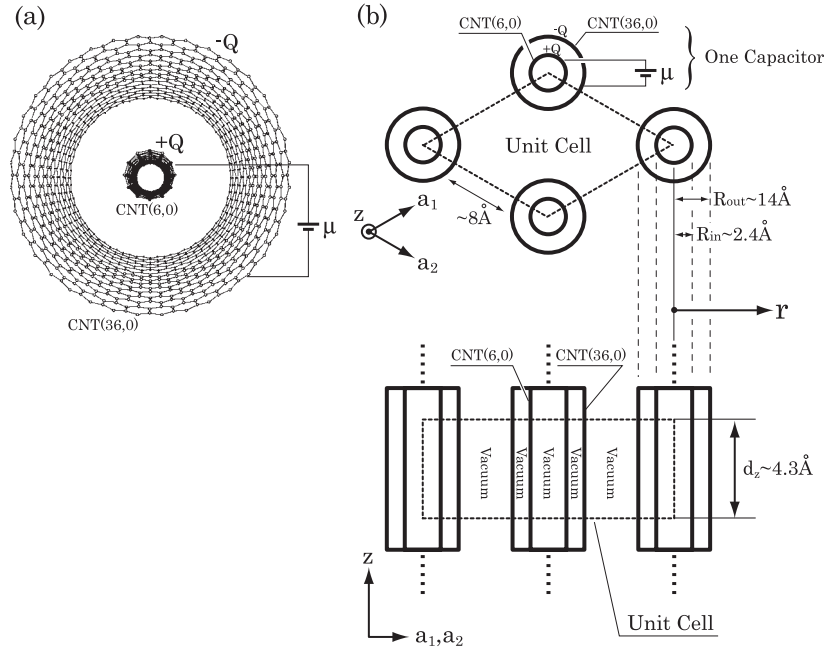 (a)
-Q
+Q
CNT(6,0)
μ
CNT(36,0)
(b)
CNT(6,0)
-Q
CNT(36,0)
+Q
μ
One Capacitor
Unit Cell
~8Å
z
a1
a2
Rout~14Å
Rin~2.4Å
r
CNT(6,0)
CNT(36,0)
Vacuum
Vacuum
Vacuum
Vacuum
Vacuum
dz~4.3Å
z
a1,a2
Unit Cell